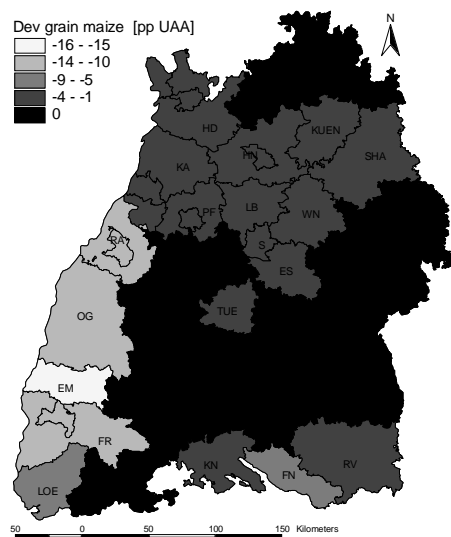 Dev grain maize [pp UAA]
-16 - -15
-14 - -10
-9 - -5
-4 - -1
0
N
HD
KUEN
HN
SHA
KA
PF
LB
WN
RA
S
ES
OG
TUE
EM
FR
KN
FN
RV
LOE
50 0 50 100 150 Kilometers